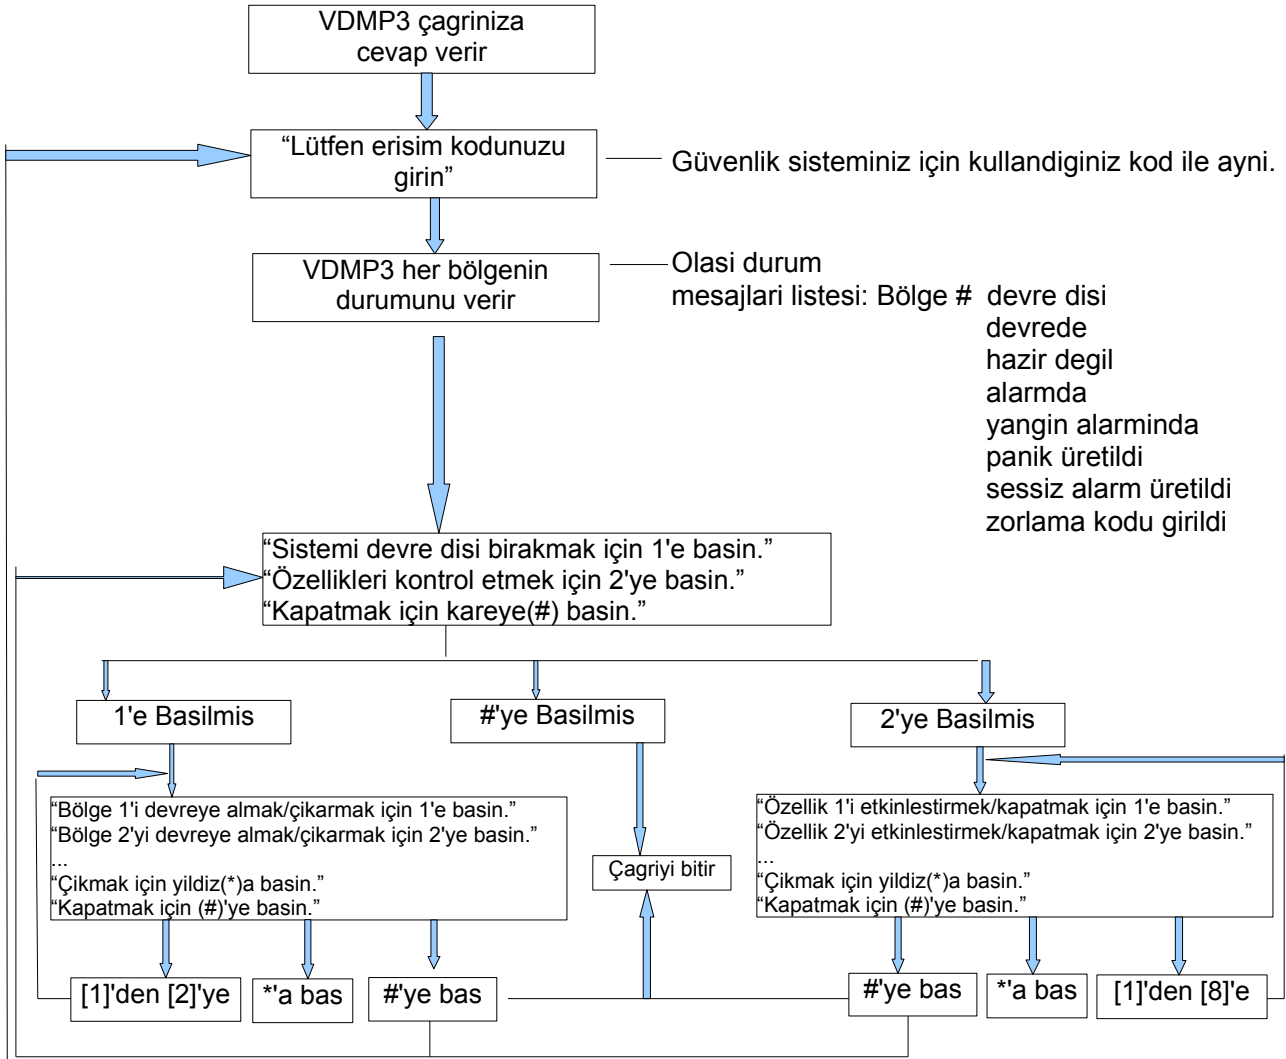 VDMP3 çagriniza
cevap verir
“Lütfen erisim kodunuzu
girin”
Güvenlik sisteminiz için kullandiginiz kod ile ayni.
VDMP3 her bölgenin
durumunu verir
Olasi durum
mesajlari listesi: Bölge # devre disi
devrede
hazir degil
alarmda
yangin alarminda
panik üretildi
sessiz alarm üretildi
zorlama kodu girildi
“Sistemi devre disi birakmak için 1'e basin.”
“Özellikleri kontrol etmek için 2'ye basin.”
“Kapatmak için kareye(#) basin.”
1'e Basilmis
#'ye Basilmis
2'ye Basilmis
“Bölge 1'i devreye almak/çikarmak için 1'e basin.”
“Bölge 2'yi devreye almak/çikarmak için 2'ye basin.”
...
“Çikmak için yildiz(*)a basin.”
“Kapatmak için (#)'ye basin.”
Çagriyi bitir
“Özellik 1'i etkinlestirmek/kapatmak için 1'e basin.”
“Özellik 2'yi etkinlestirmek/kapatmak için 2'ye basin.”
...
“Çikmak için yildiz(*)a basin.”
“Kapatmak için (#)'ye basin.”
[1]'den [2]'ye
*'a bas
#'ye bas
#'ye bas
*'a bas
[1]'den [8]'e